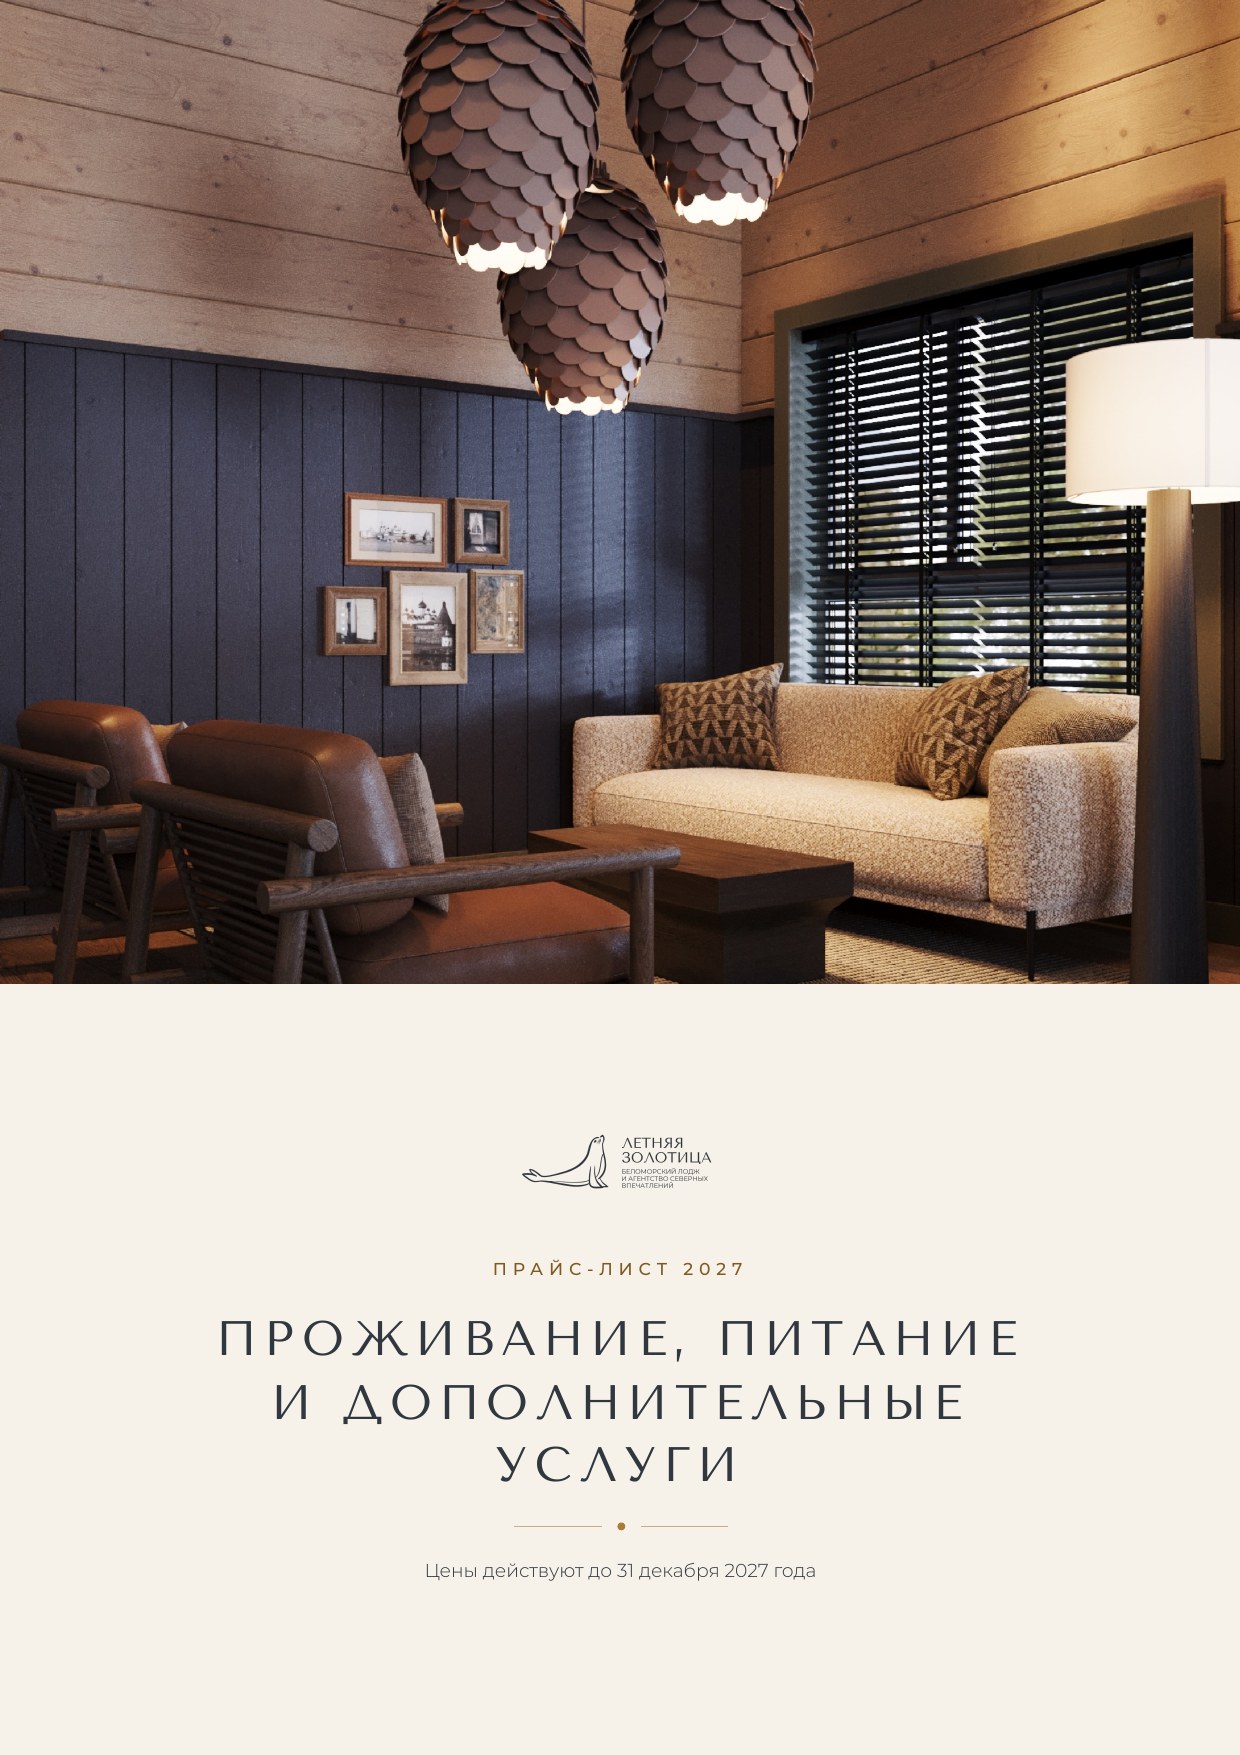 ЛЕТНЯЯ
ЗОЛОТИЦА
БЕЛОМОРСКИЙ ЛОДЖ
И АГЕНТСТВО СЕВЕРНЫХ
ВПЕЧАТЛЕНИЙ
ПРАЙС-ЛИСТ 2027
ПРОЖИВАНИЕ, ПИТАНИЕ
И ДОПОЛНИТЕЛЬНЫЕ
УСЛУГИ
Цены действуют до 31 декабря 2027 года